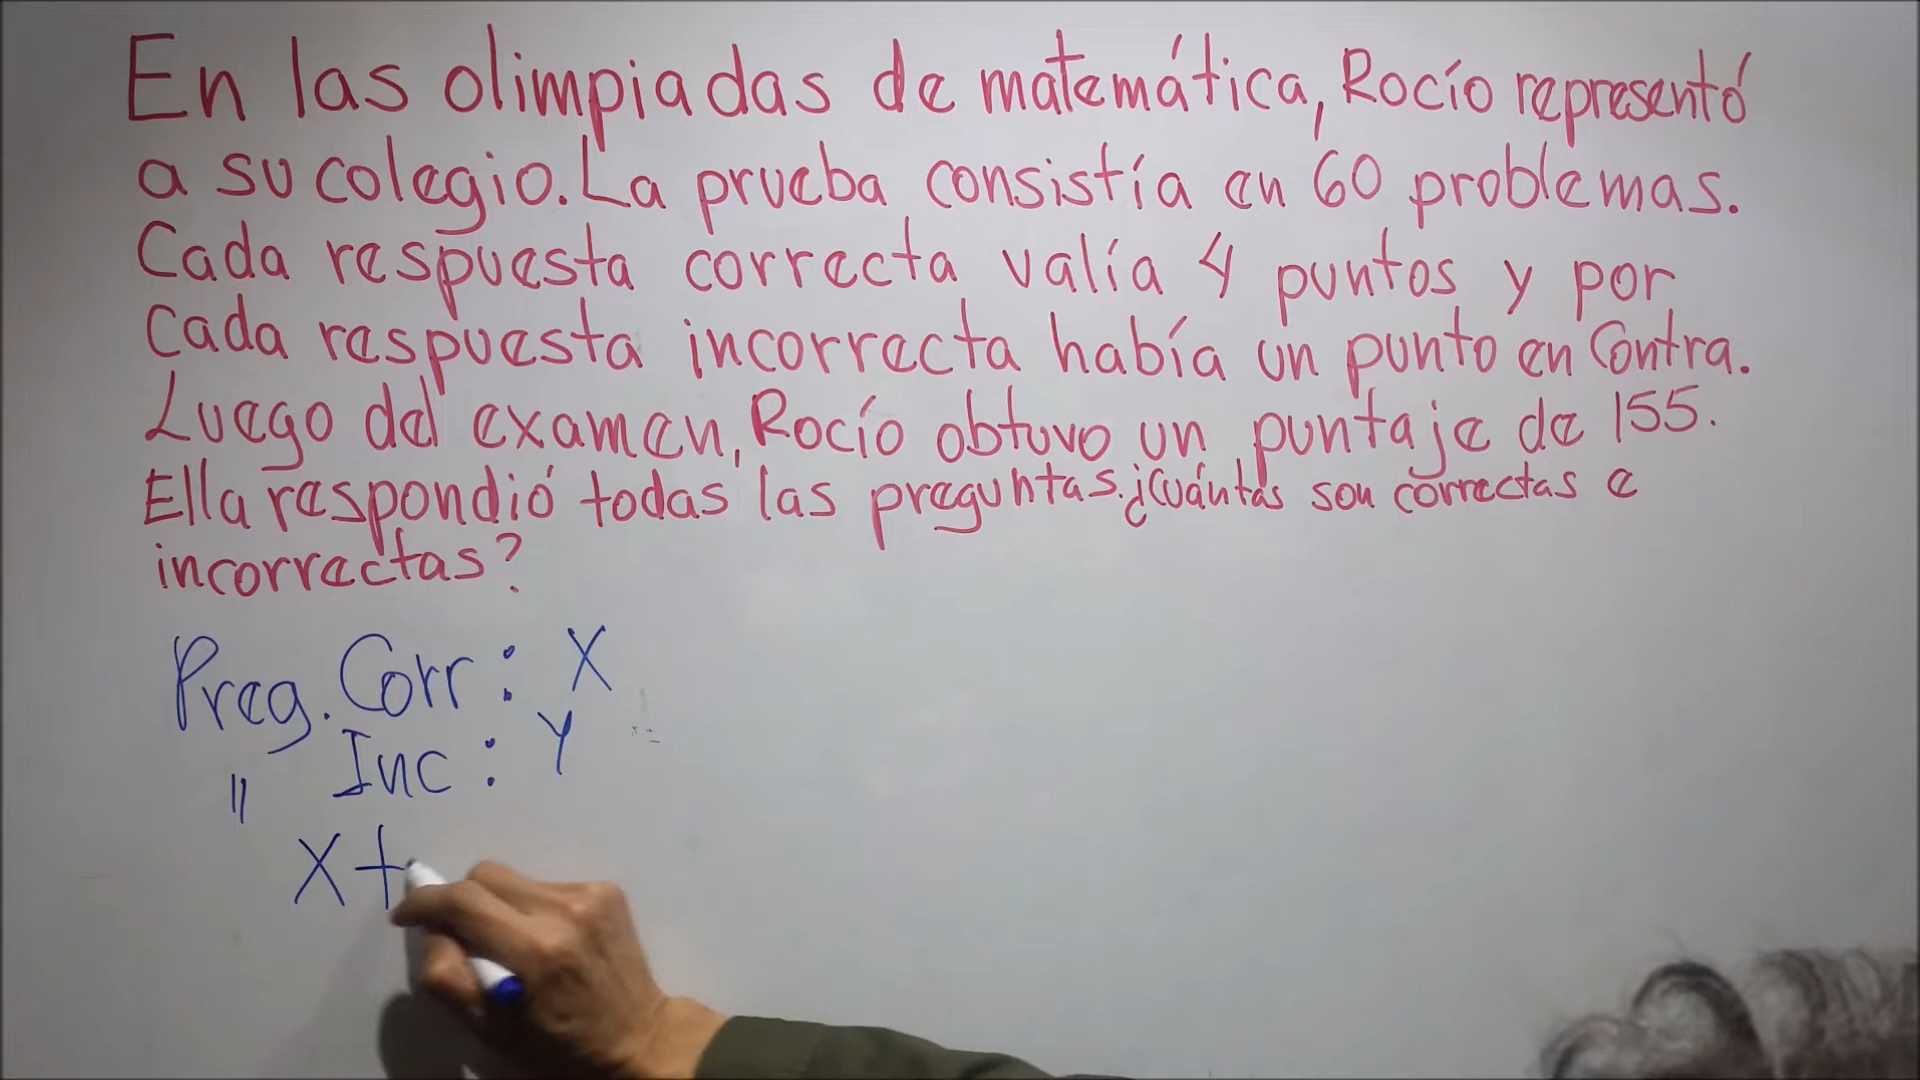 En las olimpiadas de matemática, Rocío representó
a su colegio. La prueba consistía en 60 problemas.
Cada respuesta correcta valía 4 puntos y por
Cada respuesta incorrecta había un punto en Contra.
Luego del examen, Rocío obtuvo un puntaje de 155.
Ella respondió todas las preguntas. ¿Cuántas son correctas e
incorrectas?
Preg. Corr: X
" Inc: Y
X+